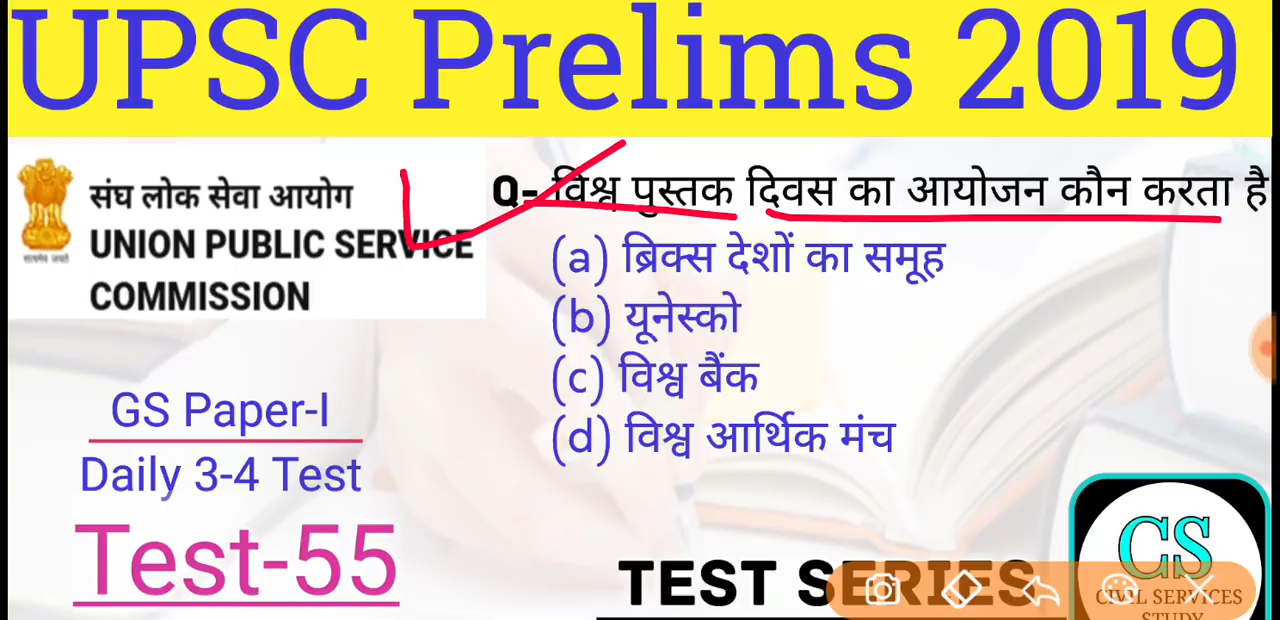 UPSC Prelims 2019
संघ लोक सेवा आयोग
UNION PUBLIC SERVICE
COMMISSION
Q- विश्व पुस्तक दिवस का आयोजन कौन करता है
(a) ब्रिक्स देशों का समूह
(b) यूनेस्को
(c) विश्व बैंक
(d) विश्व आर्थिक मंच
GS Paper-I
Daily 3-4 Test
Test-55
TEST SERIES
CS
CIVIL SERVICES
STUDY